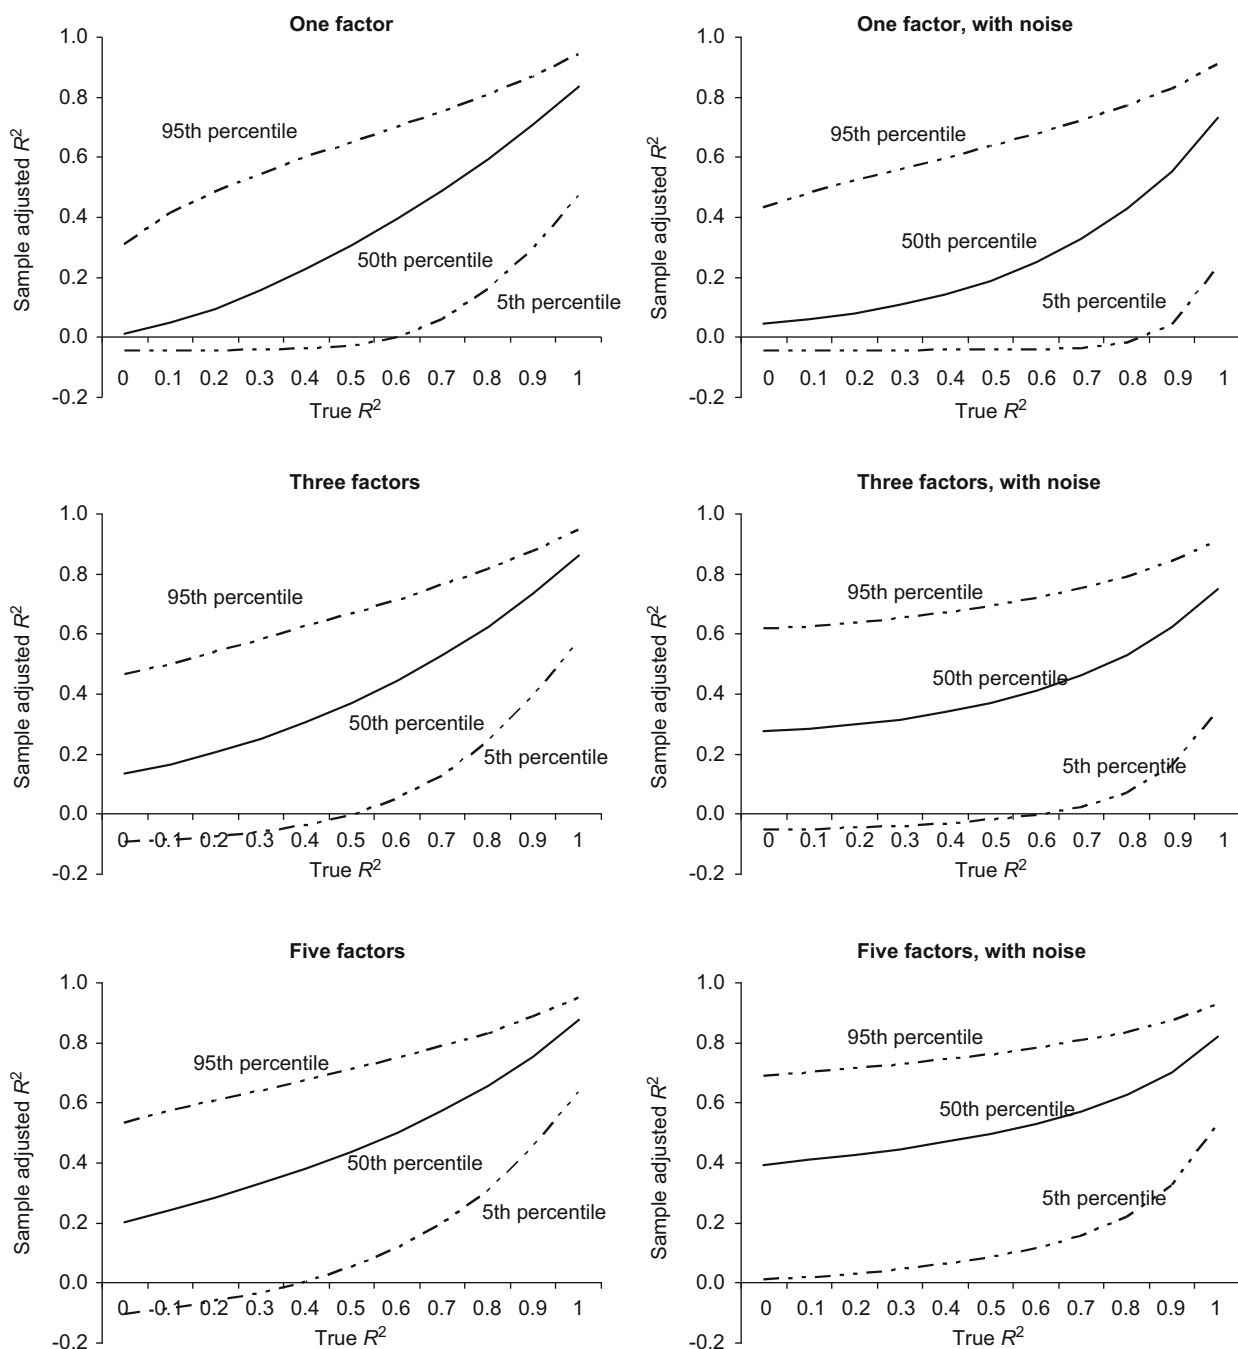 One factor
1.0
0.8
0.6
0.4
0.2
0.0
-0.2
Sample adjusted R²
95th percentile
50th percentile
5th percentile
0 0.1 0.2 0.3 0.4 0.5 0.6 0.7 0.8 0.9 1
True R²
One factor, with noise
1.0
0.8
0.6
0.4
0.2
0.0
-0.2
Sample adjusted R²
95th percentile
50th percentile
5th percentile
0 0.1 0.2 0.3 0.4 0.5 0.6 0.7 0.8 0.9 1
True R²
Three factors
1.0
0.8
0.6
0.4
0.2
0.0
-0.2
Sample adjusted R²
95th percentile
50th percentile
5th percentile
0 0.1 0.2 0.3 0.4 0.5 0.6 0.7 0.8 0.9 1
True R²
Three factors, with noise
1.0
0.8
0.6
0.4
0.2
0.0
-0.2
Sample adjusted R²
95th percentile
50th percentile
5th percentile
0 0.1 0.2 0.3 0.4 0.5 0.6 0.7 0.8 0.9 1
True R²
Five factors
1.0
0.8
0.6
0.4
0.2
0.0
-0.2
Sample adjusted R²
95th percentile
50th percentile
5th percentile
0 0.1 0.2 0.3 0.4 0.5 0.6 0.7 0.8 0.9 1
True R²
Five factors, with noise
1.0
0.8
0.6
0.4
0.2
0.0
-0.2
Sample adjusted R²
95th percentile
50th percentile
5th percentile
0 0.1 0.2 0.3 0.4 0.5 0.6 0.7 0.8 0.9 1
True R²